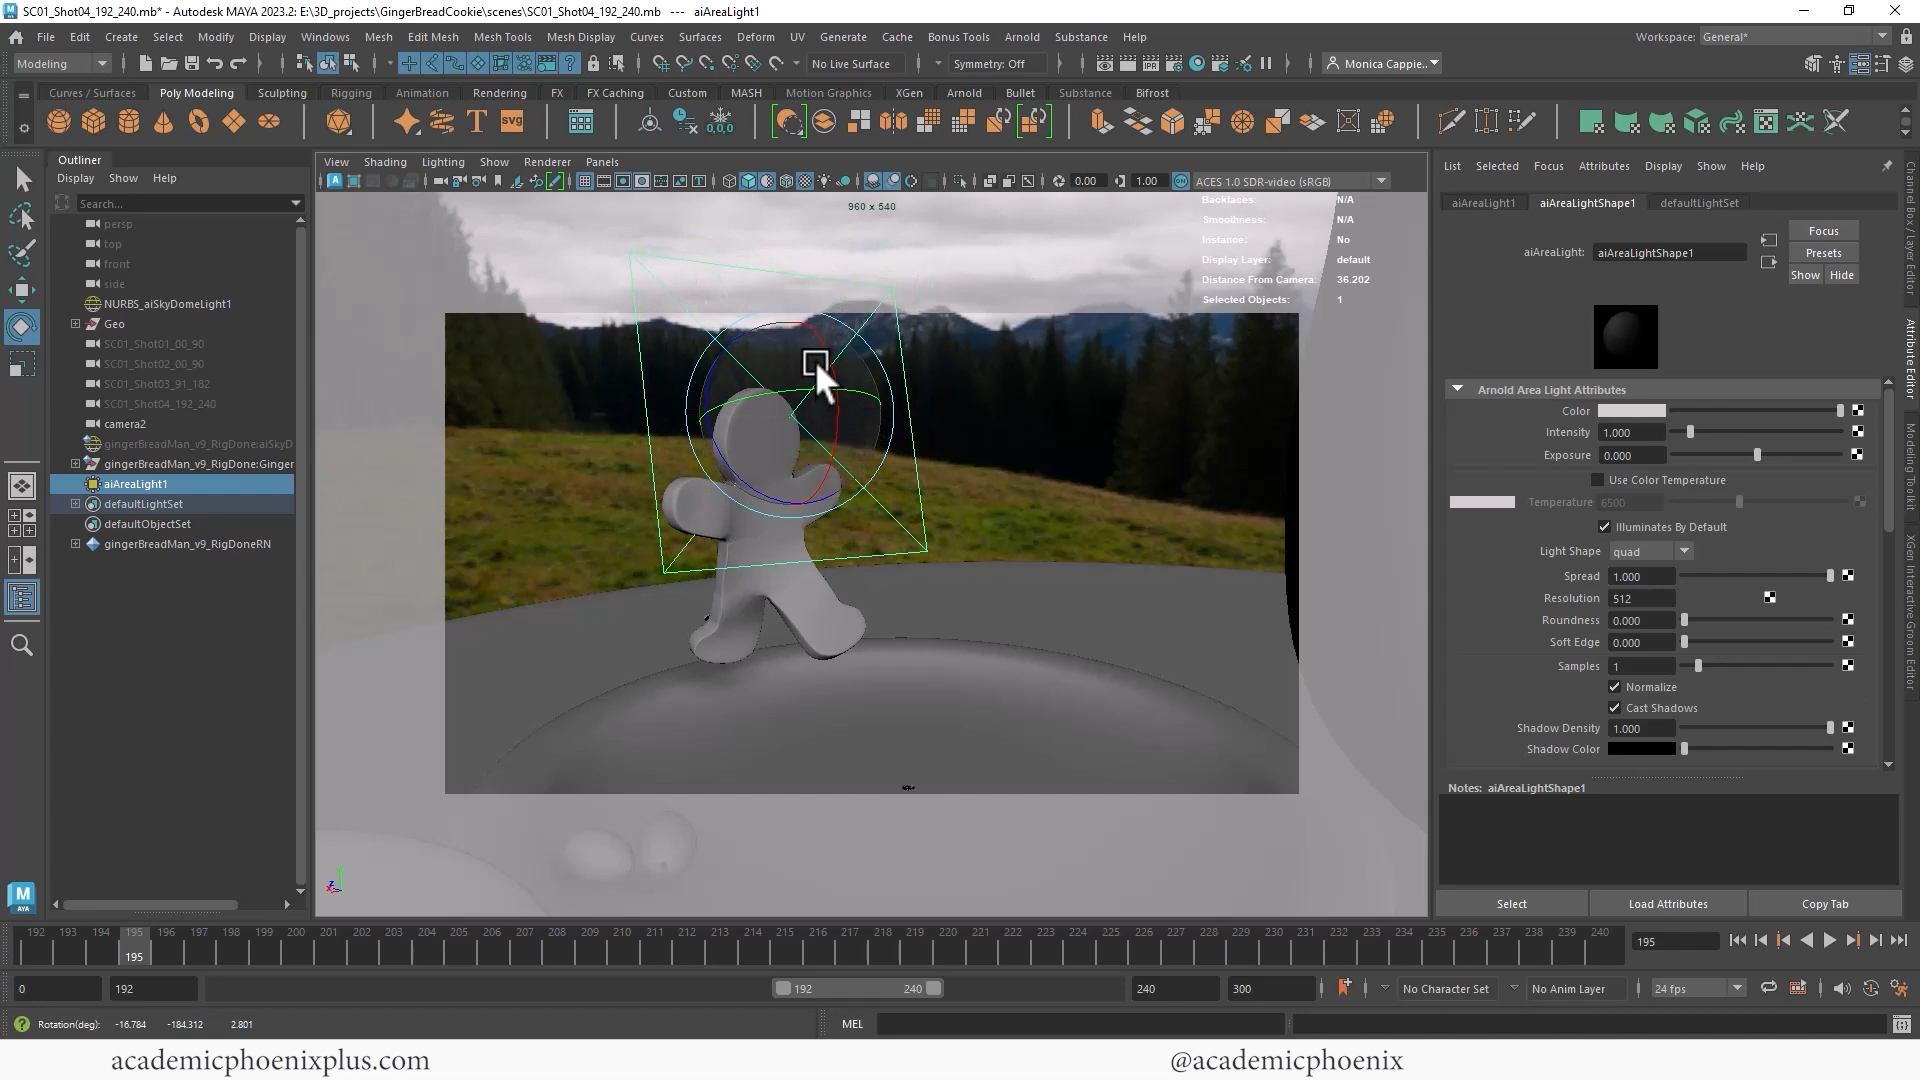 SC01_Shot04_192_240.mb* - Autodesk MAYA 2023.2: E:\3D_projects\GingerBreadCookie\scenes\SC01_Shot04_192_240.mb --- aiAreaLight1
File Edit Create Select Modify Display Windows Mesh Edit Mesh Mesh Tools Mesh Display Curves Surfaces Deform UV Generate Cache Bonus Tools Arnold Substance Help
Workspace: General*
Modeling
No Live Surface
Symmetry: Off
Monica Cappie..
Curves / Surfaces Poly Modeling Sculpting Rigging Animation Rendering FX FX Caching Custom MASH Motion Graphics XGen Arnold Bullet Substance Bifrost
Outliner
Display Show Help
Search...
persp
top
front
side
NURBS_aiSkyDomeLight1
Geo
SC01_Shot01_00_90
SC01_Shot02_00_90
SC01_Shot03_91_182
SC01_Shot04_192_240
camera2
gingerBreadMan_v9_RigDone:aiSkyD
gingerBreadMan_v9_RigDone:Ginger
aiAreaLight1
defaultLightSet
defaultObjectSet
gingerBreadMan_v9_RigDoneRN
View Shading Lighting Show Renderer Panels
0.00 1.00 ACES 1.0 SDR-video (sRGB)
960 x 540
Backfaces: N/A
Smoothness: N/A
Instance: No
Display Layer: default
Distance From Camera: 36.202
Selected Objects: 1
List Selected Focus Attributes Display Show Help
aiAreaLight1 aiAreaLightShape1 defaultLightSet
Focus
aiAreaLight: aiAreaLightShape1
Presets
Show Hide
Arnold Area Light Attributes
Color
Intensity 1.000
Exposure 0.000
Use Color Temperature
Temperature 6500
Illuminates By Default
Light Shape quad
Spread 1.000
Resolution 512
Roundness 0.000
Soft Edge 0.000
Samples 1
Normalize
Cast Shadows
Shadow Density 1.000
Shadow Color
Notes: aiAreaLightShape1
Select Load Attributes Copy Tab
Channel Box / Layer Editor
Attribute Editor
Modeling Toolkit
XGen Interactive Groom Editor
192 193 194 195 196 197 198 199 200 201 202 203 204 205 206 207 208 209 210 211 212 213 214 215 216 217 218 219 220 221 222 223 224 225 226 227 228 229 230 231 232 233 234 235 236 237 238 239 240
195
195
0 192 192 240 240 300 No Character Set No Anim Layer 24 fps
Rotation(deg): -16.784 -184.312 2.801
MEL
academicphoenixplus.com
@academicphoenix